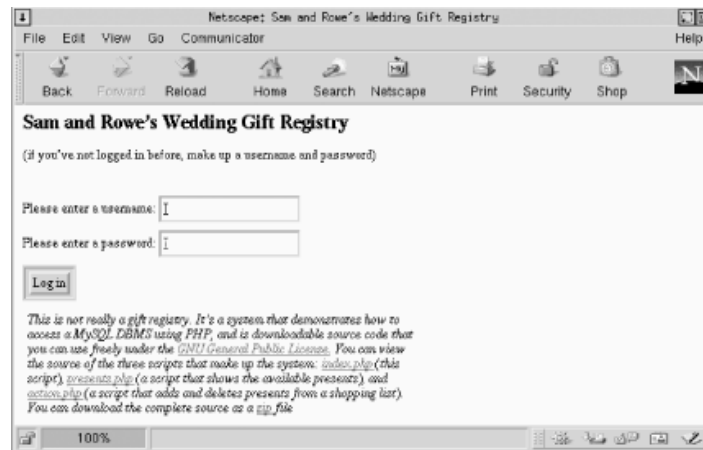 Netscape: Sam and Rowe's Wedding Gift Registry
File Edit View Go Communicator Help
Back Forward Reload Home Search Netscape Print Security Shop
N
Sam and Rowe's Wedding Gift Registry
(if you've not logged in before, make up a username and password)
Please enter a username:
Please enter a password:
Log in
This is not really a gift registry. It's a system that demonstrates how to
access a MySQL DBMS using PHP, and is downloadable source code that
you can use freely under the GNU General Public License. You can view
the source of the three scripts that make up the system: index.php (this
script), presents.php (a script that shows the available presents), and
action.php (a script that adds and deletes presents from a shopping list).
You can download the complete source as a zip file
100%